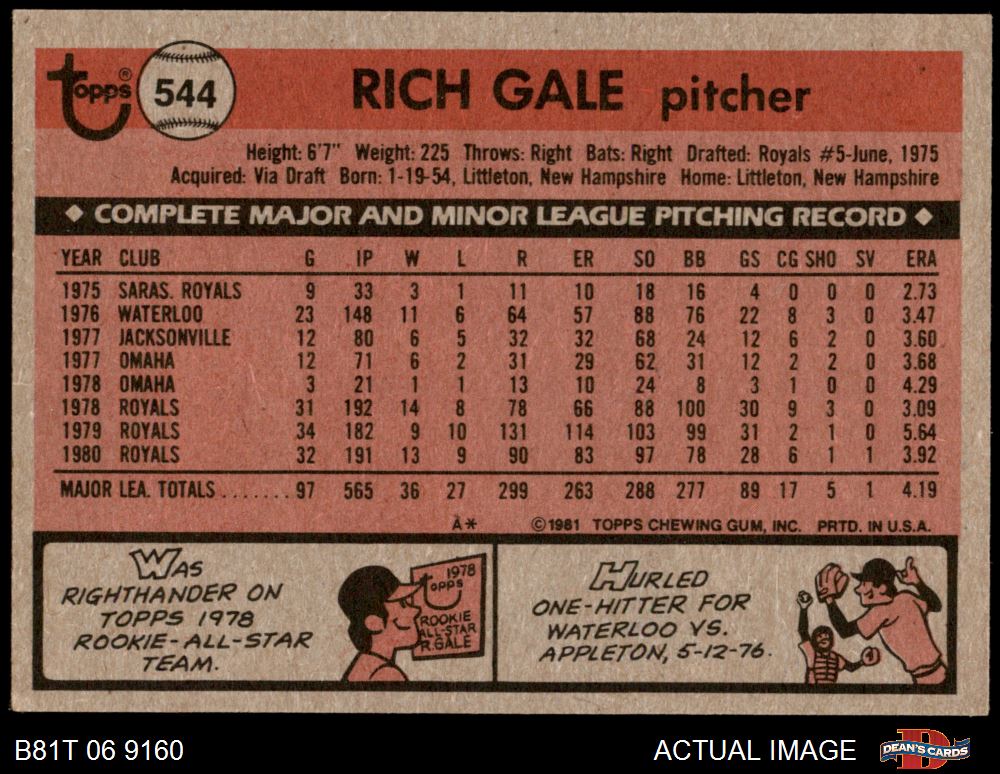 topps®
544
RICH GALE pitcher
Height: 6'7" Weight: 225 Throws: Right Bats: Right Drafted: Royals #5-June, 1975
Acquired: Via Draft Born: 1-19-54, Littleton, New Hampshire Home: Littleton, New Hampshire
◆ COMPLETE MAJOR AND MINOR LEAGUE PITCHING RECORD ◆
YEAR CLUB G IP W L R ER SO BB GS CG SHO SV ERA
1975 SARAS. ROYALS 9 33 3 1 11 10 18 16 4 0 0 0 2.73
1976 WATERLOO 23 148 11 6 64 57 88 76 22 8 3 0 3.47
1977 JACKSONVILLE 12 80 6 5 32 32 68 24 12 6 2 0 3.60
1977 OMAHA 12 71 6 2 31 29 62 31 12 2 2 0 3.68
1978 OMAHA 3 21 1 1 13 10 24 8 3 1 0 0 4.29
1978 ROYALS 31 192 14 8 78 66 88 100 30 9 3 0 3.09
1979 ROYALS 34 182 9 10 131 114 103 99 31 2 1 0 5.64
1980 ROYALS 32 191 13 9 90 83 97 78 28 6 1 1 3.92
MAJOR LEA. TOTALS....... 97 565 36 27 299 263 288 277 89 17 5 1 4.19
A* ©1981 TOPPS CHEWING GUM, INC. PRTD. IN U.S.A.
WAS
RIGHTHANDER ON
TOPPS 1978
ROOKIE-ALL-STAR
TEAM.
1978
topps
ROOKIE
ALL-STAR
R.GALE
HURLED
ONE-HITTER FOR
WATERLOO VS.
APPLETON, 5-12-76.
B81T 06 9160
ACTUAL IMAGE
D
DEAN'S CARDS